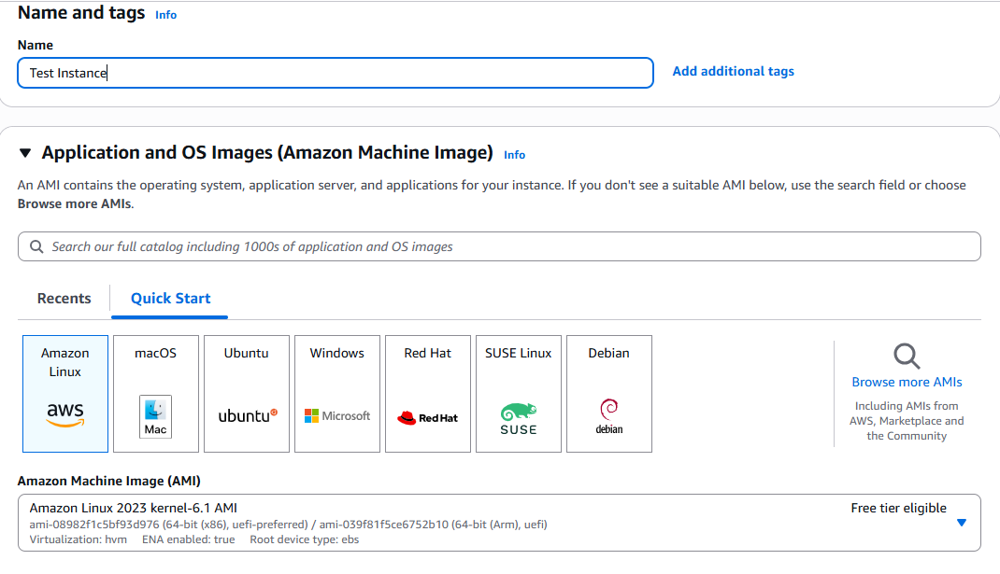 Name and tags Info
Name
Test Instance
Add additional tags
Application and OS Images (Amazon Machine Image) Info
An AMI contains the operating system, application server, and applications for your instance. If you don't see a suitable AMI below, use the search field or choose
Browse more AMIs.
Search our full catalog including 1000s of application and OS images
Recents
Quick Start
Amazon
Linux
aws
macOS
Mac
Ubuntu
ubuntu
Windows
Microsoft
Red Hat
Red Hat
SUSE Linux
SUSE
Debian
debian
Browse more AMIs
Including AMIs from
AWS, Marketplace and
the Community
Amazon Machine Image (AMI)
Amazon Linux 2023 kernel-6.1 AMI
Free tier eligible
ami-08982f1c5bf93d976 (64-bit (x86), uefi-preferred) / ami-039f81f5ce6752b10 (64-bit (Arm), uefi)
Virtualization: hvm ENA enabled: true Root device type: ebs